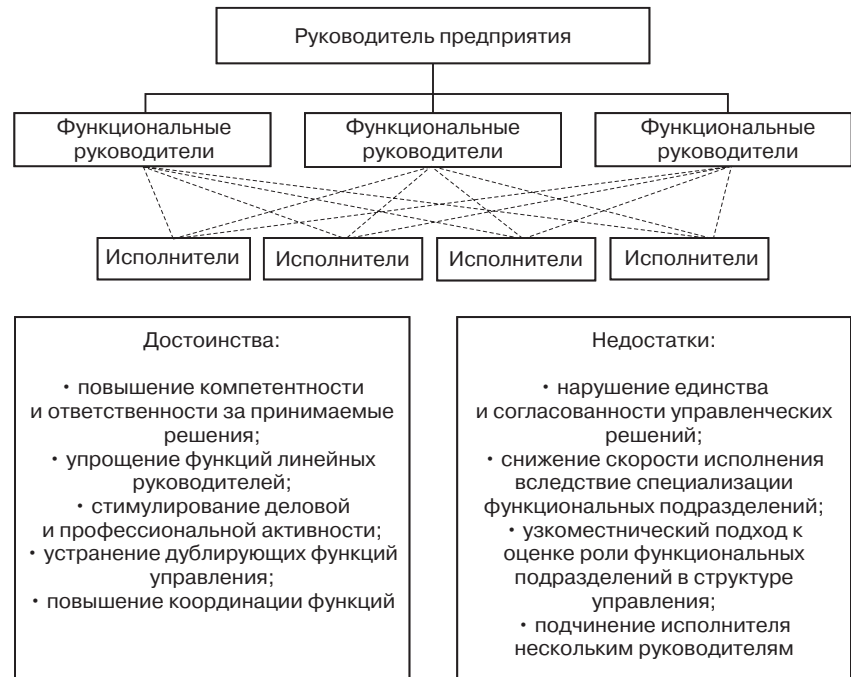 Руководитель предприятия
Функциональные
руководители
Функциональные
руководители
Функциональные
руководители
Исполнители
Исполнители
Исполнители
Исполнители
Достоинства:
• повышение компетентности
и ответственности за принимаемые
решения;
• упрощение функций линейных
руководителей;
• стимулирование деловой
и профессиональной активности;
• устранение дублирующих функций
управления;
• повышение координации функций
Недостатки:
• нарушение единства
и согласованности управленческих
решений;
• снижение скорости исполнения
вследствие специализации
функциональных подразделений;
• узкоместнический подход к
оценке роли функциональных
подразделений в структуре
управления;
• подчинение исполнителя
нескольким руководителям